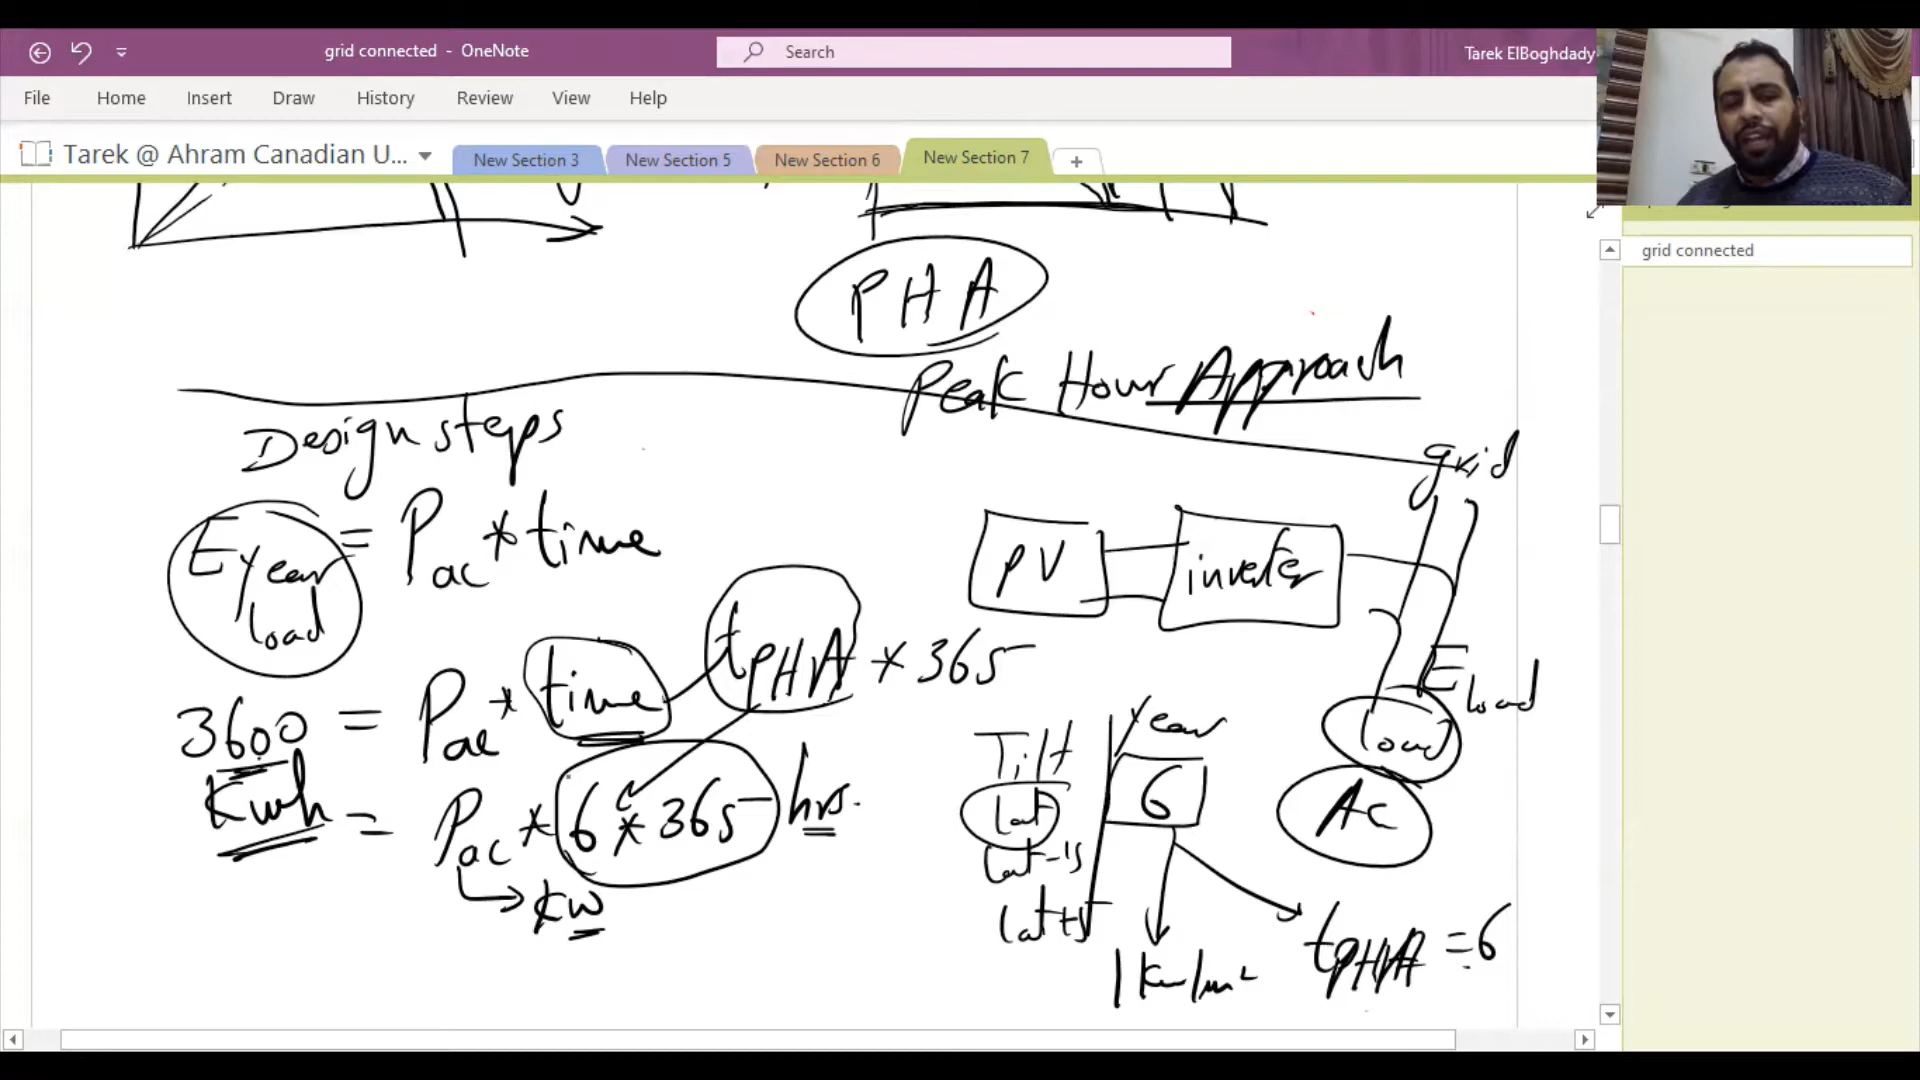 grid connected - OneNote
Search
Tarek ElBoghdady
File Home Insert Draw History Review View Help
Tarek @ Ahram Canadian U...
New Section 3
New Section 5
New Section 6
New Section 7
grid connected
PHA
Peak Hour Approach
Design steps
grid
E year load = Pac * time
PV
inverter
tPHA * 365
3600 = Pac * time
Eload
load
AC
Kwh = Pac * 6 * 365 hrs.
Kw
Tilt
year
lat
6
lat-15
lat+15
1 Kw/m²
tPHA = 6